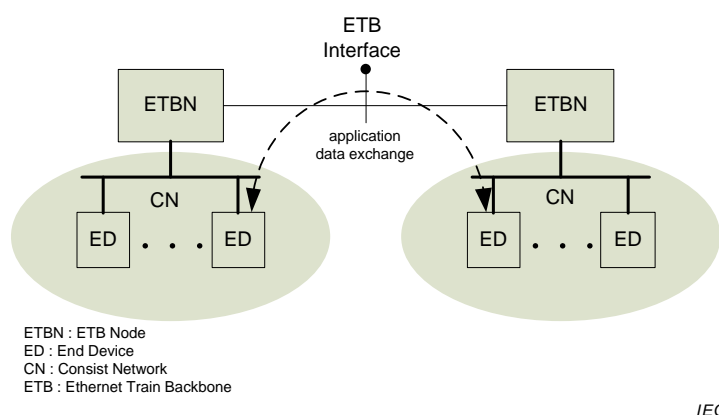 ETB
Interface
ETBN
ETBN
application
data exchange
CN
CN
ED . . . ED
ED . . . ED
ETBN : ETB Node
ED : End Device
CN : Consist Network
ETB : Ethernet Train Backbone
IEC